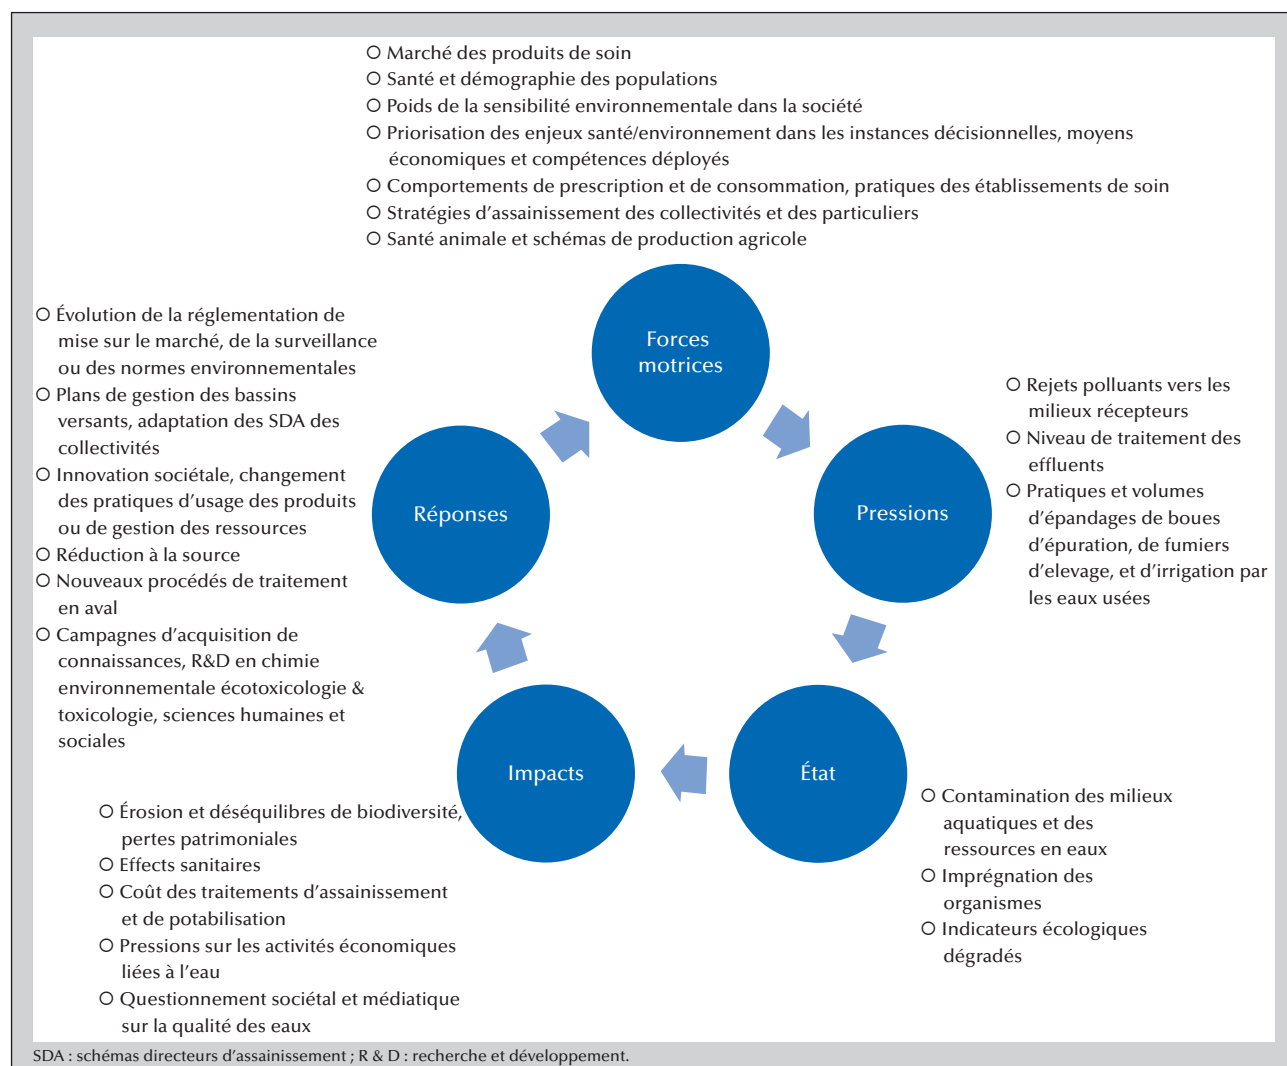 ○ Marché des produits de soin
○ Santé et démographie des populations
○ Poids de la sensibilité environnementale dans la société
○ Priorisation des enjeux santé/environnement dans les instances décisionnelles, moyens
économiques et compétences déployés
○ Comportements de prescription et de consommation, pratiques des établissements de soin
○ Stratégies d’assainissement des collectivités et des particuliers
○ Santé animale et schémas de production agricole
Forces
motrices
○ Rejets polluants vers les
milieux récepteurs
○ Niveau de traitement des
effluents
○ Pratiques et volumes
d’épandages de boues
d’épuration, de fumiers
d’elevage, et d’irrigation par
les eaux usées
Pressions
État
○ Contamination des milieux
aquatiques et des
ressources en eaux
○ Imprégnation des
organismes
○ Indicateurs écologiques
dégradés
Impacts
○ Érosion et déséquilibres de biodiversité,
pertes patrimoniales
○ Effects sanitaires
○ Coût des traitements d’assainissement
et de potabilisation
○ Pressions sur les activités économiques
liées à l’eau
○ Questionnement sociétal et médiatique
sur la qualité des eaux
Réponses
○ Évolution de la réglementation de
mise sur le marché, de la surveillance
ou des normes environnementales
○ Plans de gestion des bassins
versants, adaptation des SDA des
collectivités
○ Innovation sociétale, changement
des pratiques d’usage des produits
ou de gestion des ressources
○ Réduction à la source
○ Nouveaux procédés de traitement
en aval
○ Campagnes d’acquisition de
connaissances, R&D en chimie
environnementale écotoxicologie &
toxicologie, sciences humaines et
sociales
SDA : schémas directeurs d’assainissement ; R & D : recherche et développement.